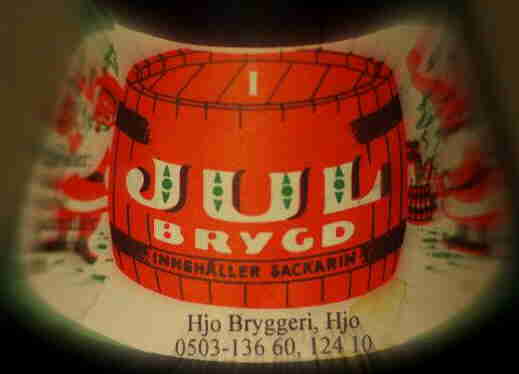 I
JUL
BRYGD
INNEHÅLLER SACKARIN
Hjo Bryggeri, Hjo
0503-136 60, 124 10